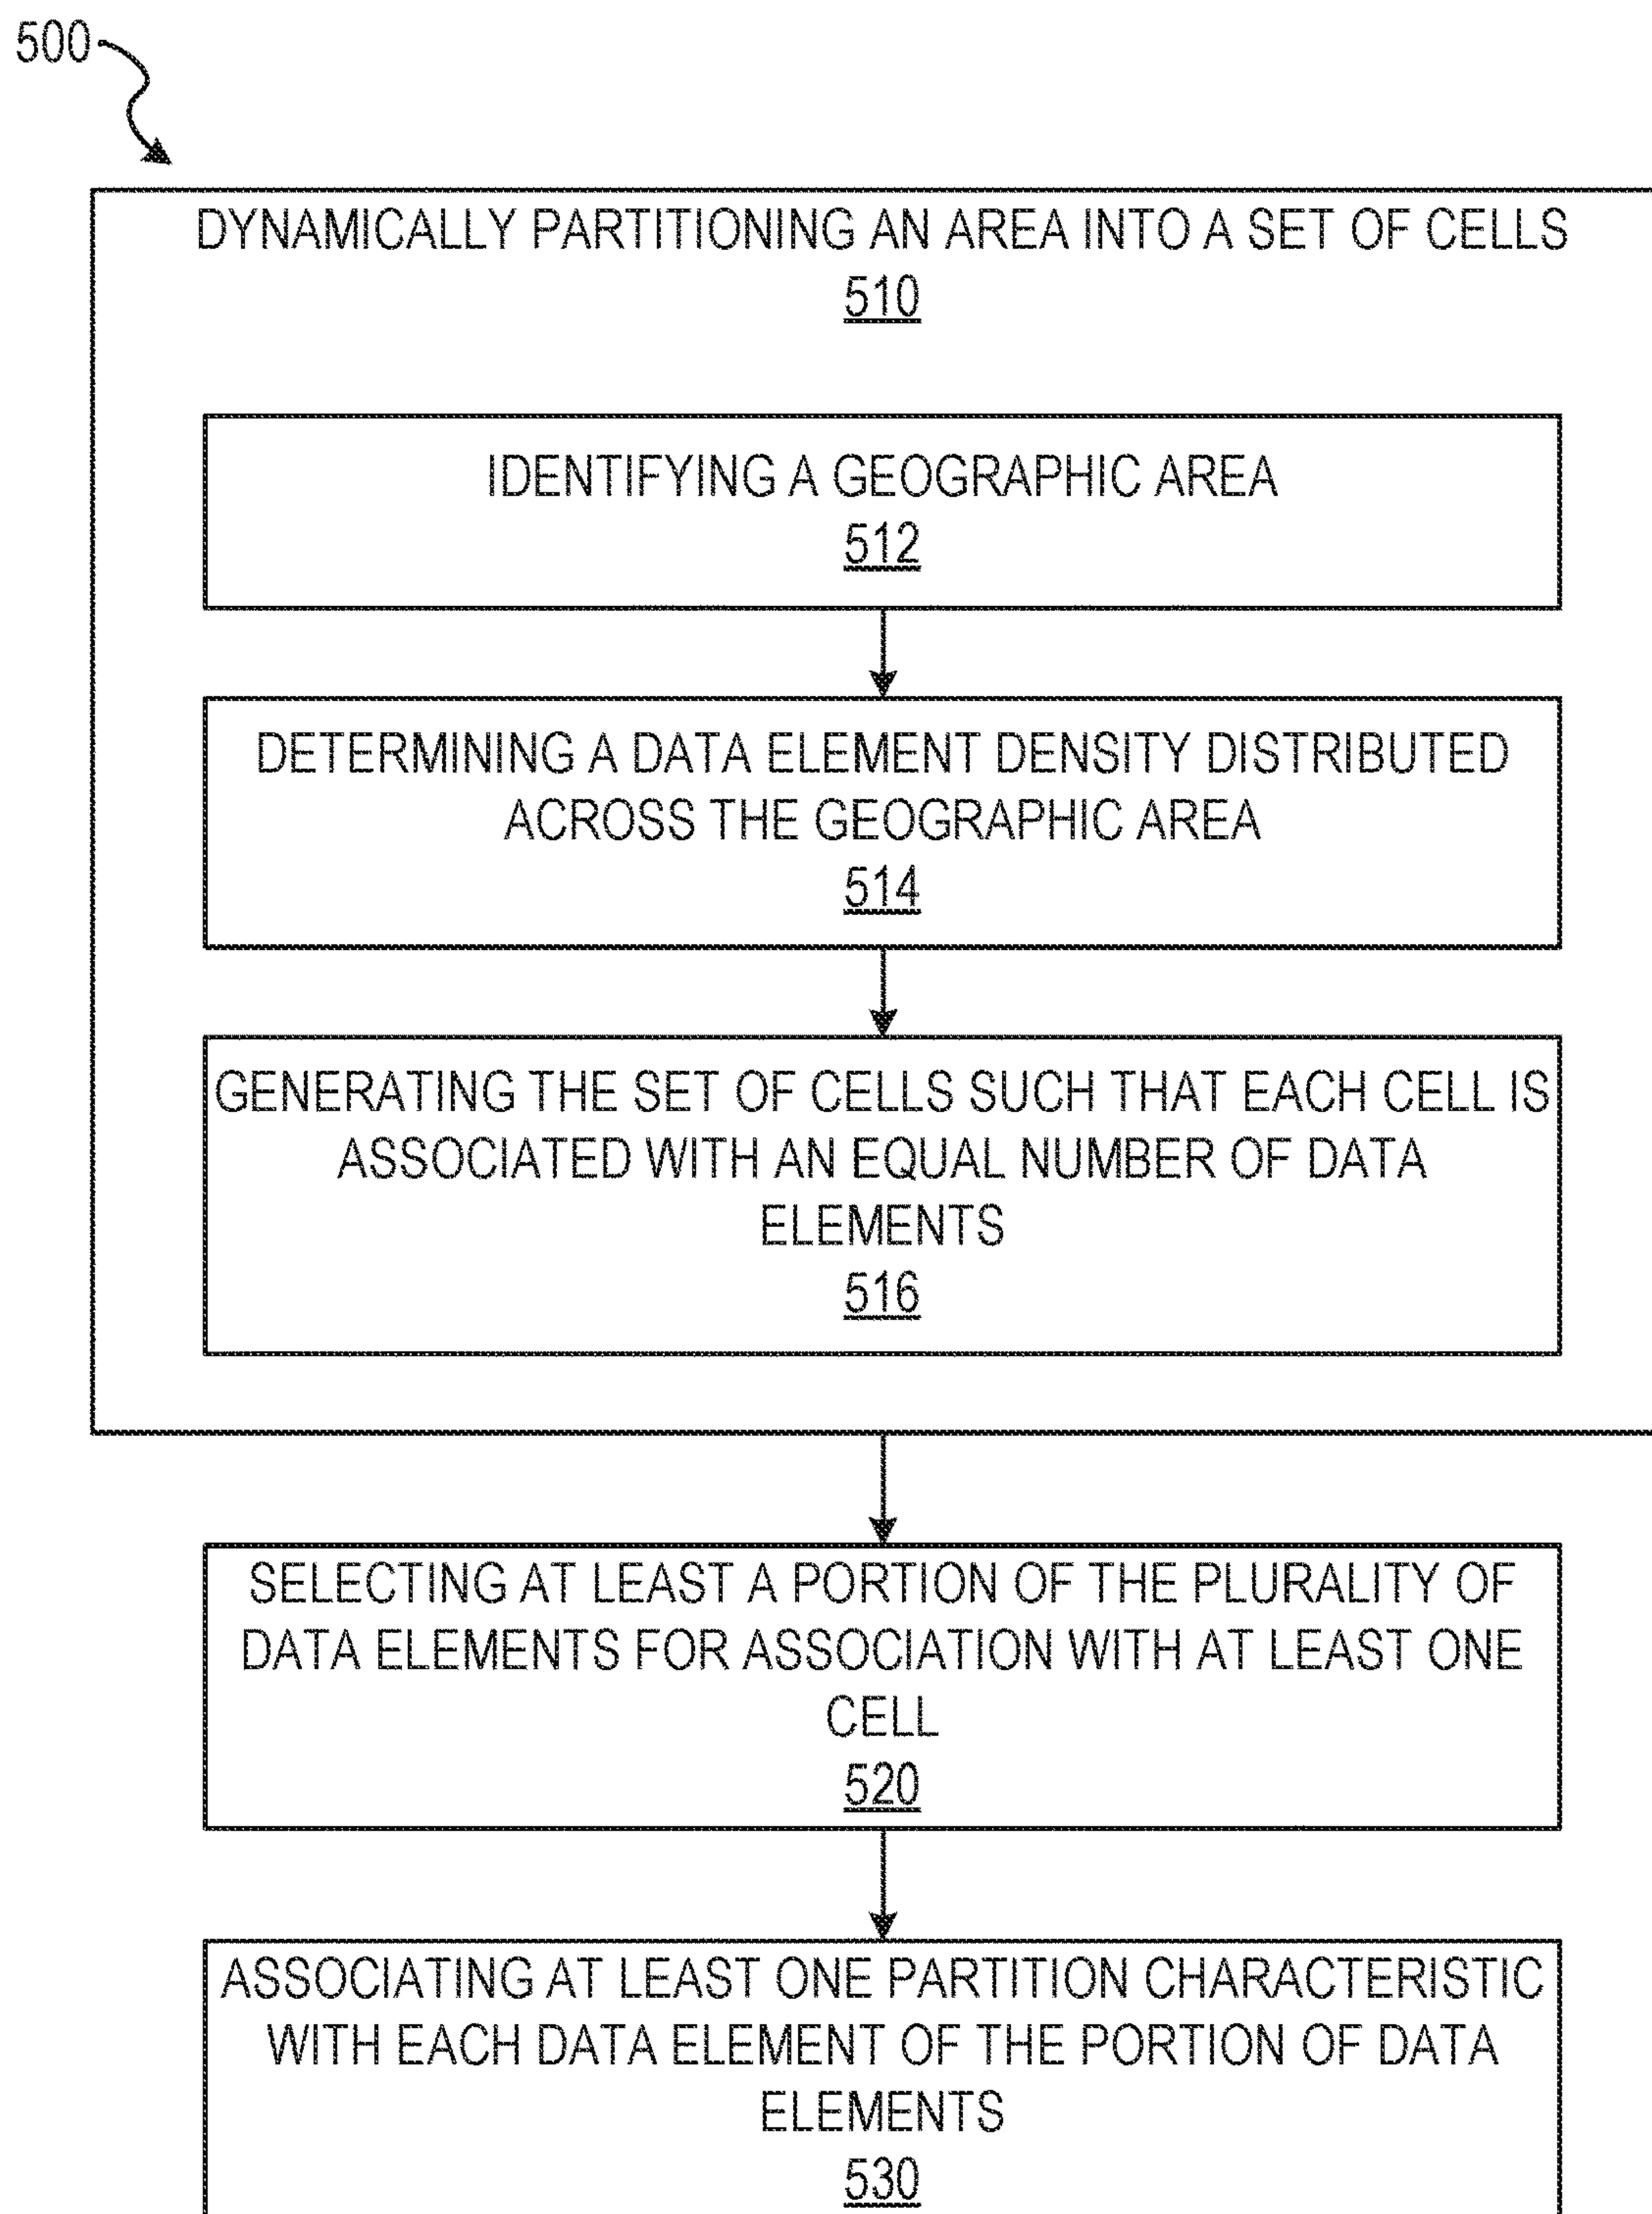 500
DYNAMICALLY PARTITIONING AN AREA INTO A SET OF CELLS
510
IDENTIFYING A GEOGRAPHIC AREA
512
DETERMINING A DATA ELEMENT DENSITY DISTRIBUTED
ACROSS THE GEOGRAPHIC AREA
514
GENERATING THE SET OF CELLS SUCH THAT EACH CELL IS
ASSOCIATED WITH AN EQUAL NUMBER OF DATA
ELEMENTS
516
SELECTING AT LEAST A PORTION OF THE PLURALITY OF
DATA ELEMENTS FOR ASSOCIATION WITH AT LEAST ONE
CELL
520
ASSOCIATING AT LEAST ONE PARTITION CHARACTERISTIC
WITH EACH DATA ELEMENT OF THE PORTION OF DATA
ELEMENTS
530